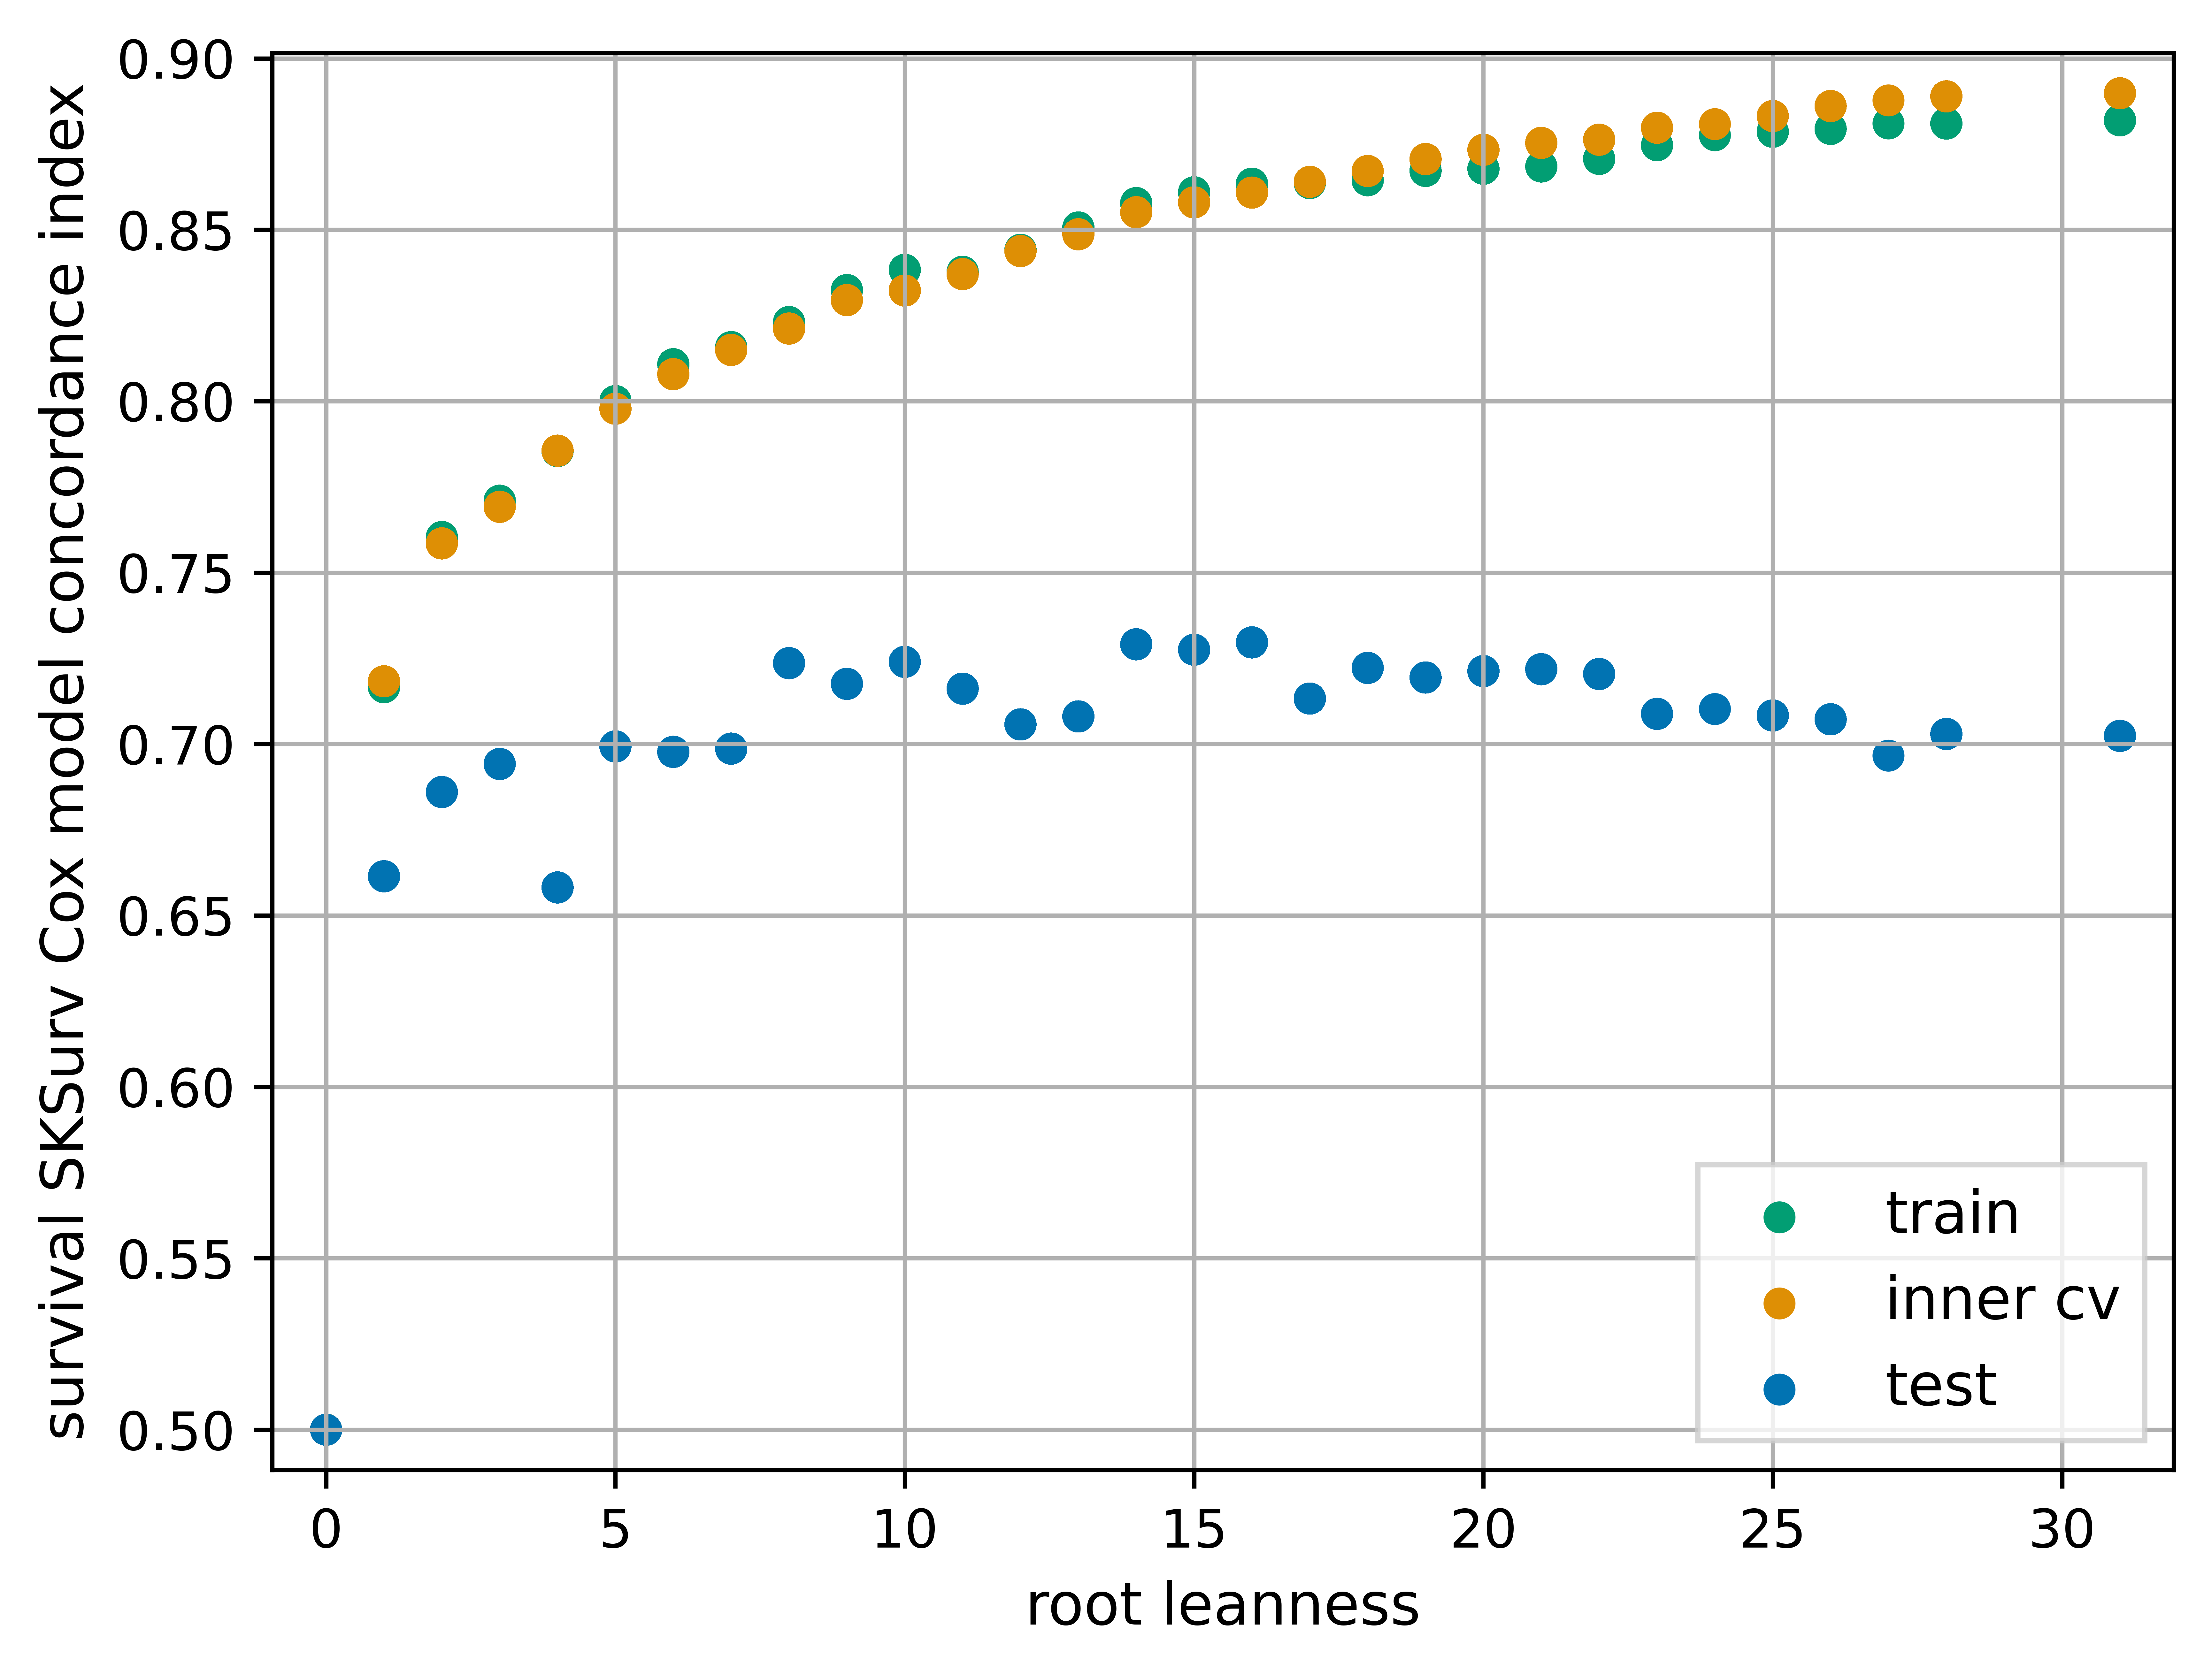 survival SKSurv Cox model concordance index
0.90
0.85
0.80
0.75
0.70
0.65
0.60
0.55
0.50
train
inner cv
test
0 5 10 15 20 25 30
root leanness